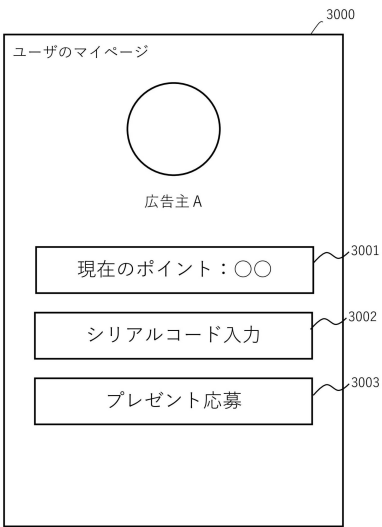 3000
ユーザのマイページ
広告主A
現在のポイント：○○
3001
シリアルコード入力
3002
プレゼント応募
3003